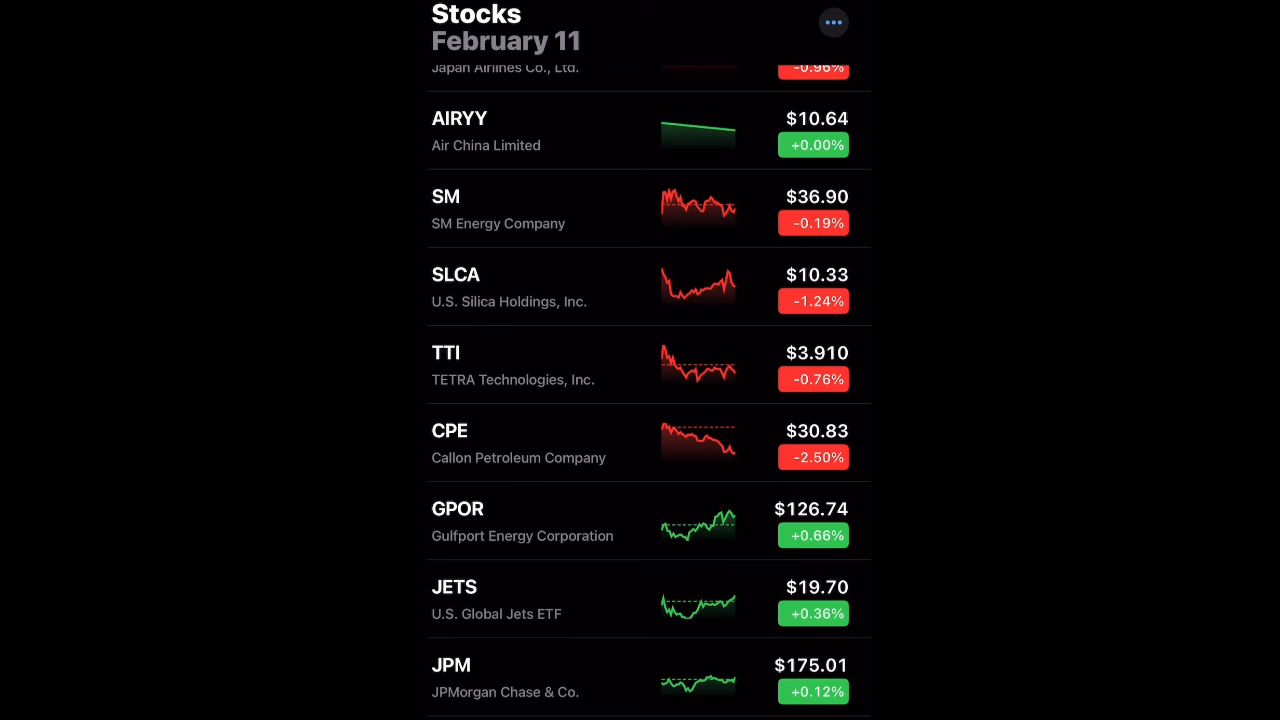 Stocks
February 11
Japan Airlines Co., Ltd.
-0.96%
AIRYY
$10.64
Air China Limited
+0.00%
SM
$36.90
SM Energy Company
-0.19%
SLCA
$10.33
U.S. Silica Holdings, Inc.
-1.24%
TTI
$3.910
TETRA Technologies, Inc.
-0.76%
CPE
$30.83
Callon Petroleum Company
-2.50%
GPOR
$126.74
Gulfport Energy Corporation
+0.66%
JETS
$19.70
U.S. Global Jets ETF
+0.36%
JPM
$175.01
JPMorgan Chase & Co.
+0.12%